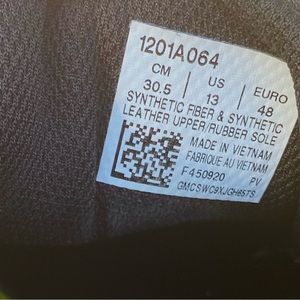 1201A064
CM US EURO
30.5 13 48
SYNTHETIC FIBER & SYNTHETIC
LEATHER UPPER/RUBBER SOLE
MADE IN VIETNAM
FABRIQUE AU VIETNAM
F450920 PV
GMCSWC9XJGH85TS